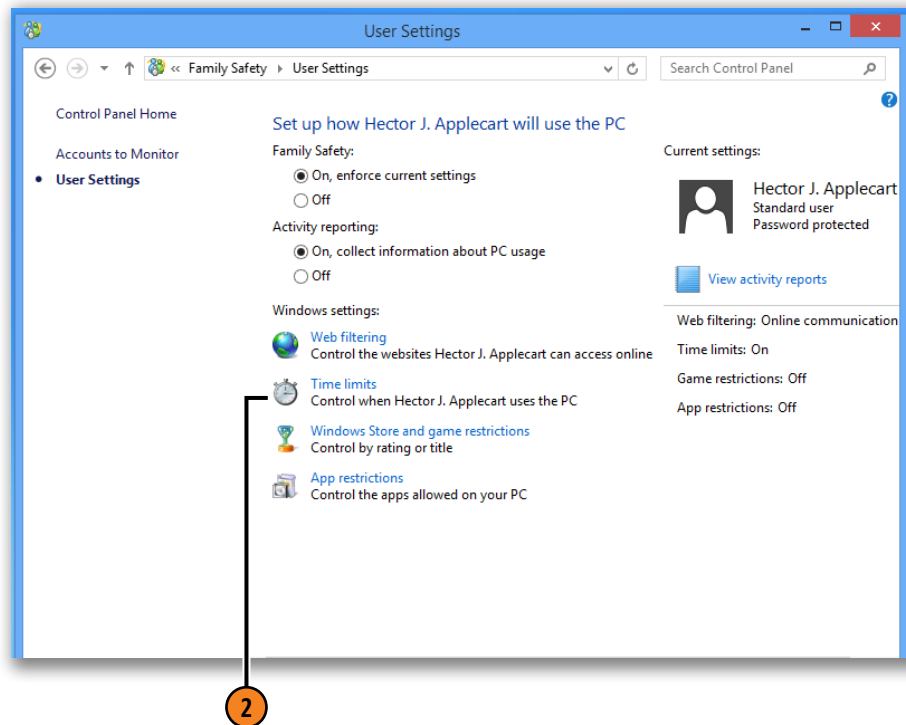 User Settings
« Family Safety ▸ User Settings
Search Control Panel
Control Panel Home
Accounts to Monitor
• User Settings
Set up how Hector J. Applecart will use the PC
Family Safety:
On, enforce current settings
Off
Activity reporting:
On, collect information about PC usage
Off
Windows settings:
Web filtering
Control the websites Hector J. Applecart can access online
Time limits
Control when Hector J. Applecart uses the PC
Windows Store and game restrictions
Control by rating or title
App restrictions
Control the apps allowed on your PC
Current settings:
Hector J. Applecart
Standard user
Password protected
View activity reports
Web filtering: Online communication
Time limits: On
Game restrictions: Off
App restrictions: Off
2